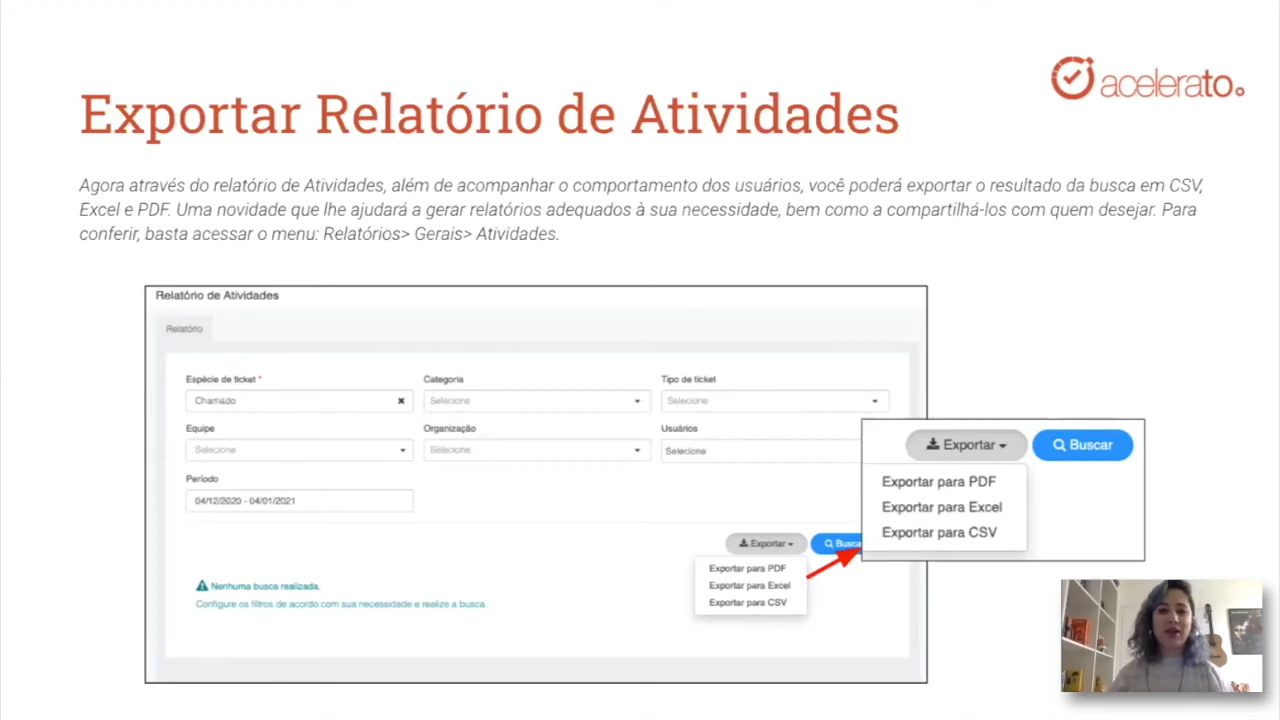 acelerato
Exportar Relatório de Atividades
Agora através do relatório de Atividades, além de acompanhar o comportamento dos usuários, você poderá exportar o resultado da busca em CSV,
Excel e PDF. Uma novidade que lhe ajudará a gerar relatórios adequados à sua necessidade, bem como a compartilhá-los com quem desejar. Para
conferir, basta acessar o menu: Relatórios> Gerais> Atividades.
Relatório de Atividades
Relatório
Espécie de ticket *
Categoria
Tipo de ticket
Chamado
Selecione
Selecione
Equipe
Organização
Usuários
Selecione
Selecione
Selecione
Período
04/12/2020 - 04/01/2021
Exportar
Busca
Exportar para PDF
Exportar para Excel
Exportar para CSV
Nenhuma busca realizada.
Configure os filtros de acordo com sua necessidade e realize a busca.
Exportar
Buscar
Exportar para PDF
Exportar para Excel
Exportar para CSV